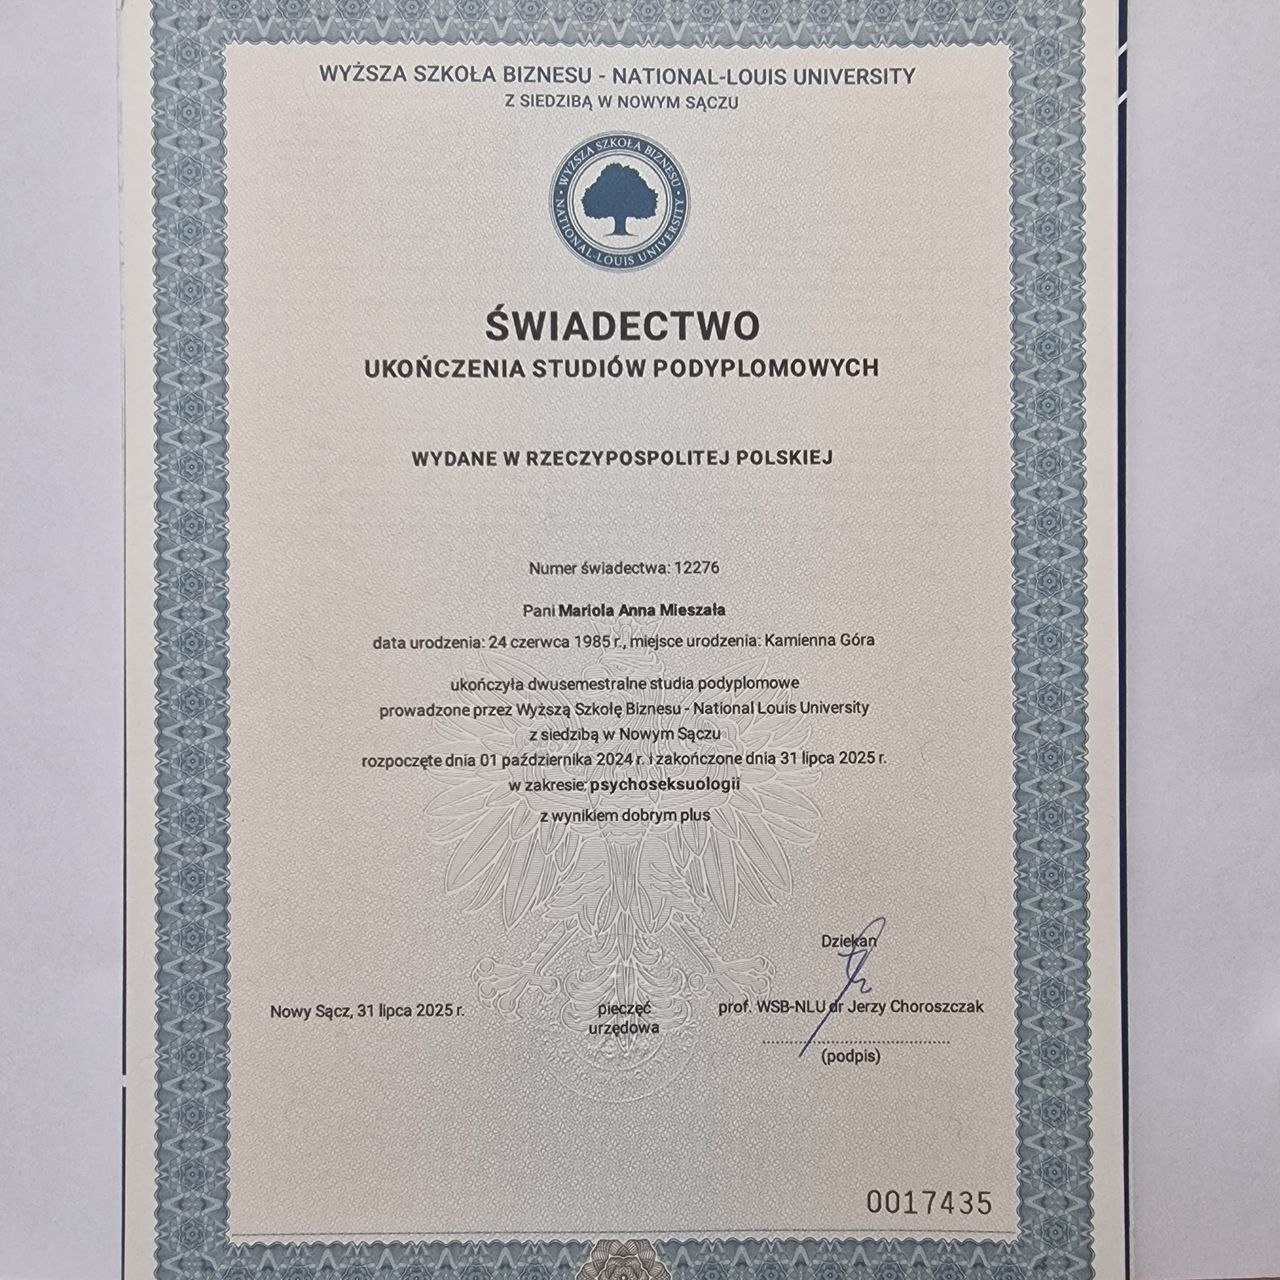 WYŻSZA SZKOŁA BIZNESU - NATIONAL-LOUIS UNIVERSITY
Z SIEDZIBĄ W NOWYM SĄCZU
WYŻSZA SZKOŁA BIZNESU
NATIONAL-LOUIS UNIVERSITY
ŚWIADECTWO
UKOŃCZENIA STUDIÓW PODYPLOMOWYCH
WYDANE W RZECZYPOSPOLITEJ POLSKIEJ
Numer świadectwa: 12276
Pani Mariola Anna Mieszała
data urodzenia: 24 czerwca 1985 r., miejsce urodzenia: Kamienna Góra
ukończyła dwusemestralne studia podyplomowe
prowadzone przez Wyższą Szkołę Biznesu - National Louis University
z siedzibą w Nowym Sączu
rozpoczęte dnia 01 października 2024 r. i zakończone dnia 31 lipca 2025 r.
w zakresie: psychoseksuologii
z wynikiem dobrym plus
Dziekan
Nowy Sącz, 31 lipca 2025 r.
pieczęć
urzędowa
prof. WSB-NLU dr Jerzy Choroszczak
(podpis)
0017435